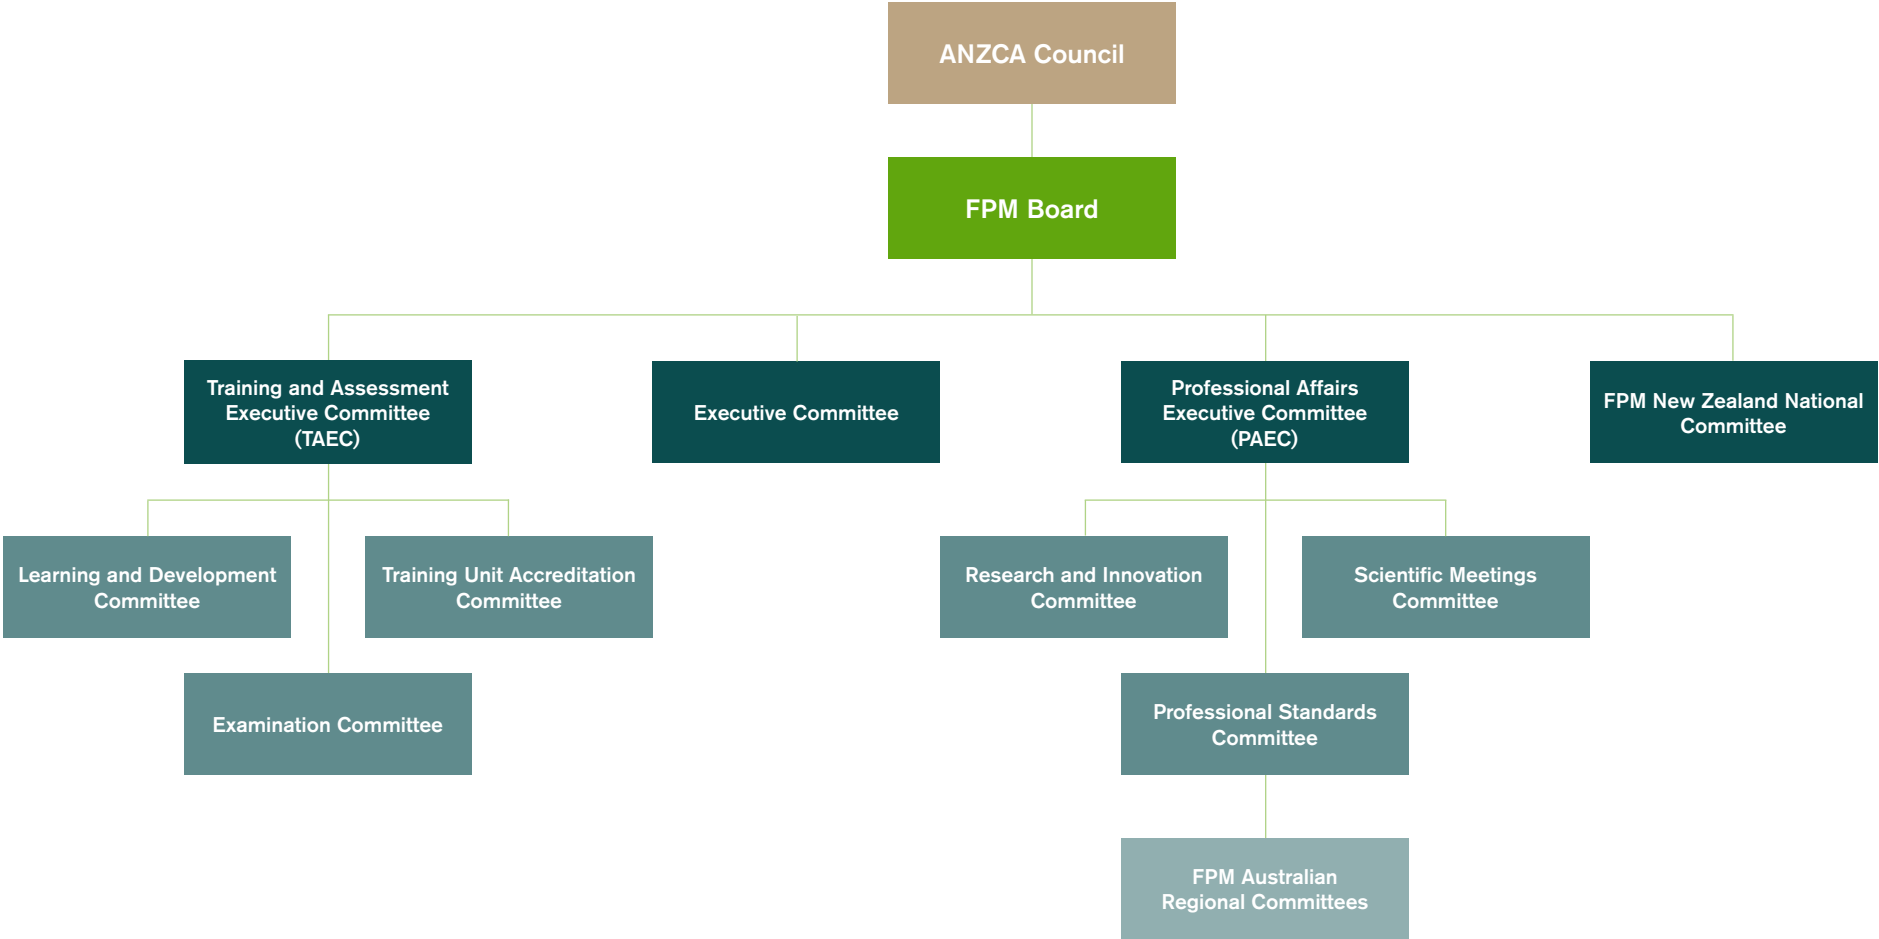 ANZCA Council
FPM Board
Training and Assessment
Executive Committee
(TAEC)
Executive Committee
Professional Affairs
Executive Committee
(PAEC)
FPM New Zealand National
Committee
Learning and Development
Committee
Training Unit Accreditation
Committee
Research and Innovation
Committee
Scientific Meetings
Committee
Examination Committee
Professional Standards
Committee
FPM Australian
Regional Committees